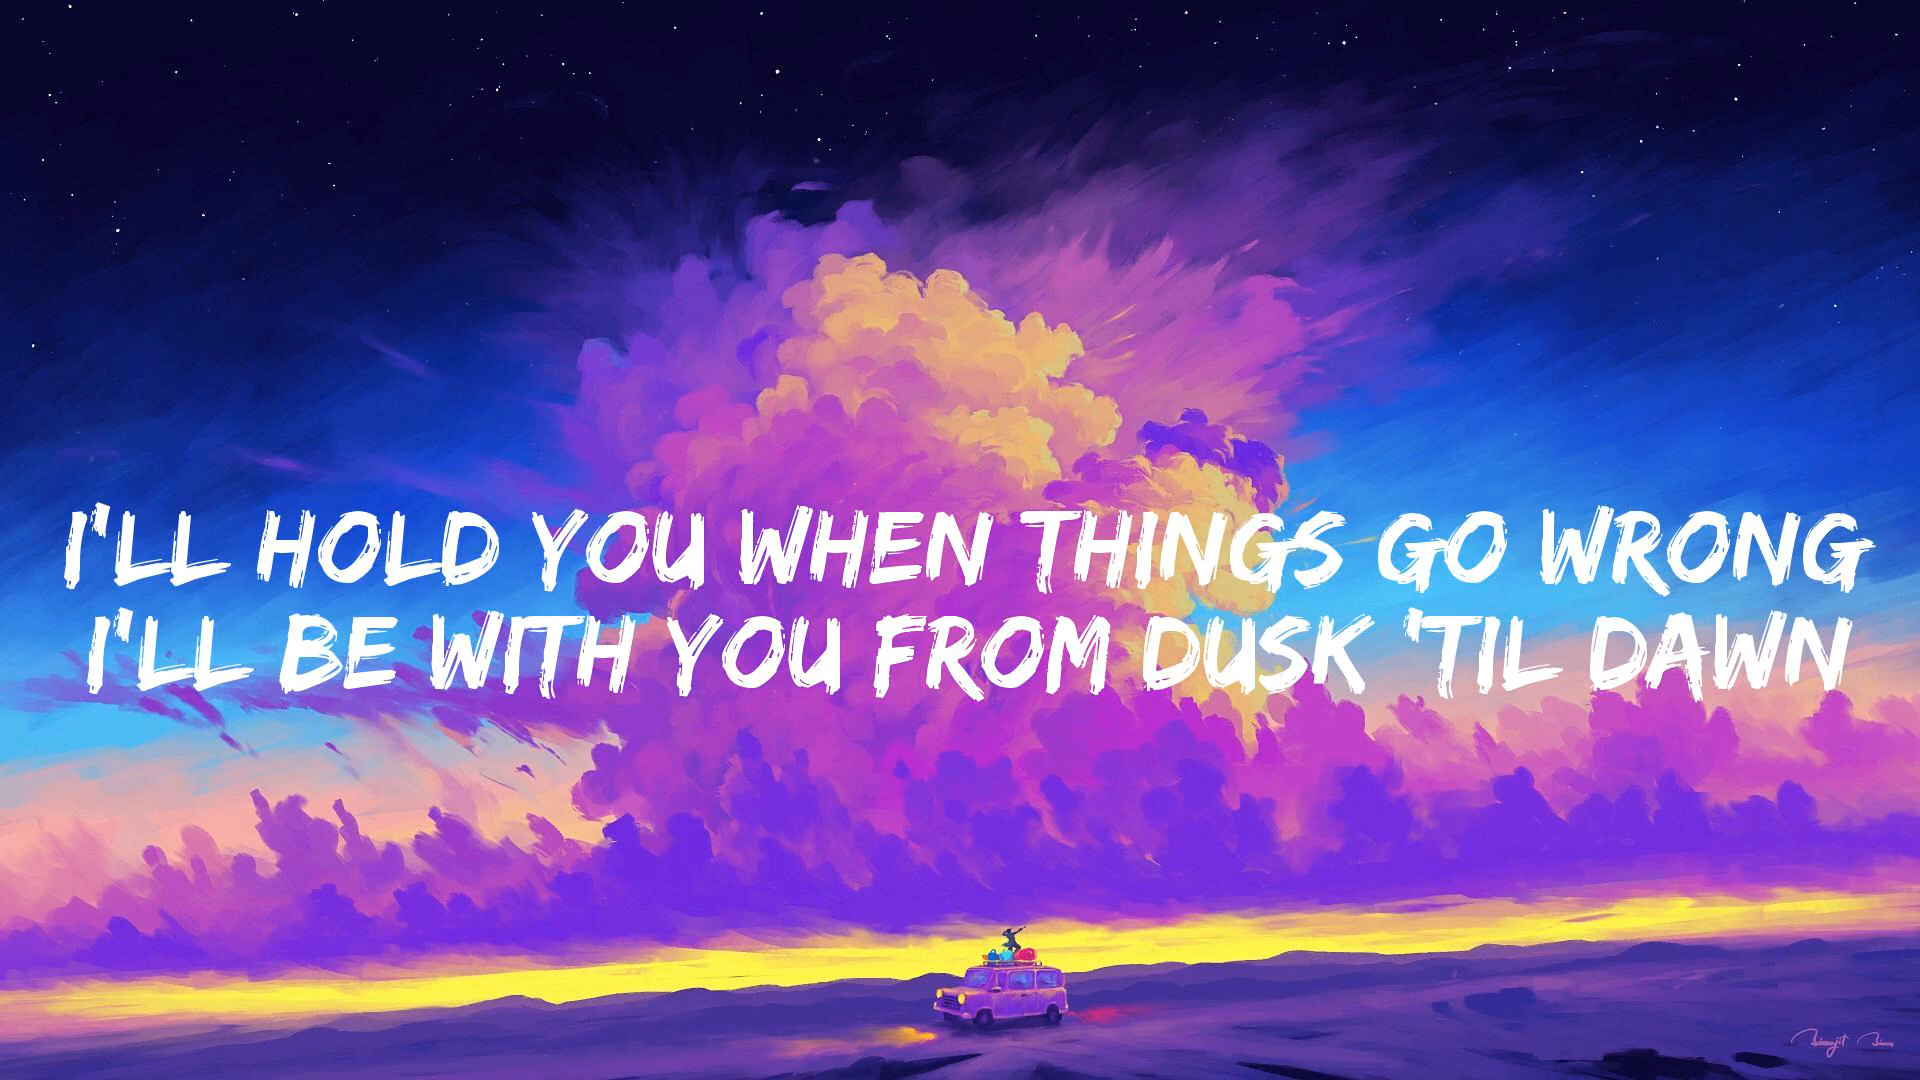 I'LL HOLD YOU WHEN THINGS GO WRONG
I'LL BE WITH YOU FROM DUSK 'TIL DAWN